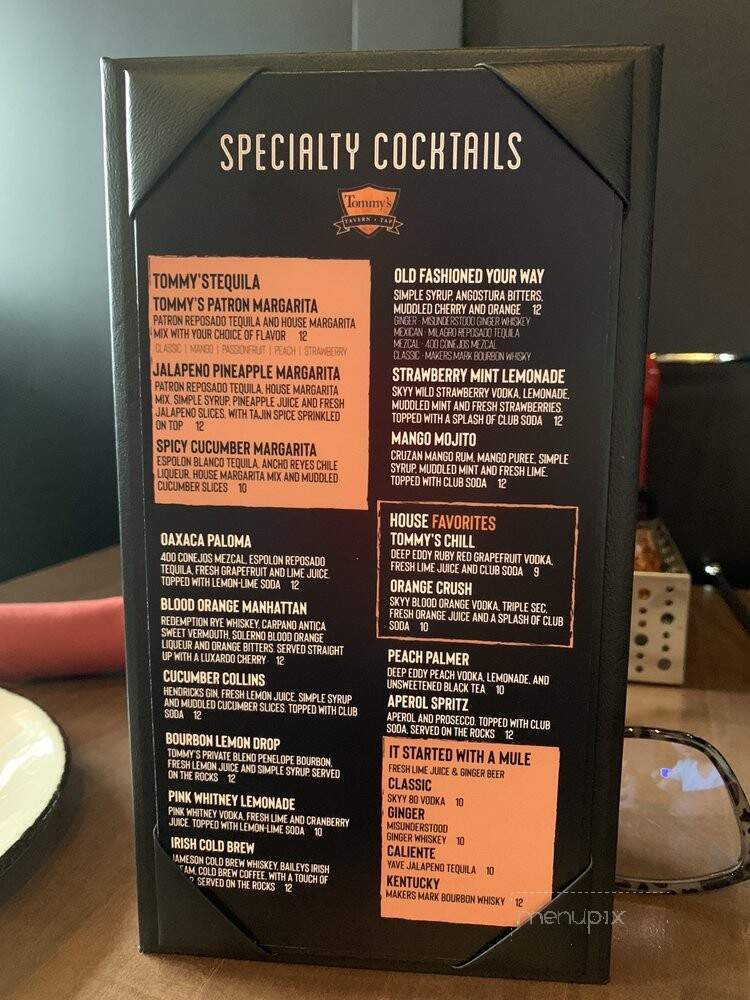 SPECIALTY COCKTAILS
Tommy's
TAVERN + TAP
TOMMY'STEQUILA
TOMMY'S PATRON MARGARITA
PATRON REPOSADO TEQUILA AND HOUSE MARGARITA
MIX WITH YOUR CHOICE OF FLAVOR 12
CLASSIC | MANGO | PASSIONFRUIT | PEACH | STRAWBERRY
JALAPENO PINEAPPLE MARGARITA
PATRON REPOSADO TEQUILA, HOUSE MARGARITA
MIX, SIMPLE SYRUP, PINEAPPLE JUICE AND FRESH
JALAPENO SLICES, WITH TAJIN SPICE SPRINKLED
ON TOP 12
SPICY CUCUMBER MARGARITA
ESPOLON BLANCO TEQUILA, ANCHO REYES CHILE
LIQUEUR, HOUSE MARGARITA MIX AND MUDDLED
CUCUMBER SLICES 10
OAXACA PALOMA
400 CONEJOS MEZCAL, ESPOLON REPOSADO
TEQUILA, FRESH GRAPEFRUIT AND LIME JUICE.
TOPPED WITH LEMON-LIME SODA 12
BLOOD ORANGE MANHATTAN
REDEMPTION RYE WHISKEY, CARPANO ANTICA
SWEET VERMOUTH, SOLERNO BLOOD ORANGE
LIQUEUR AND ORANGE BITTERS. SERVED STRAIGHT
UP WITH A LUXARDO CHERRY 12
CUCUMBER COLLINS
HENDRICKS GIN, FRESH LEMON JUICE, SIMPLE SYRUP
AND MUDDLED CUCUMBER SLICES. TOPPED WITH CLUB
SODA 12
BOURBON LEMON DROP
TOMMY'S PRIVATE BLEND PENELOPE BOURBON,
FRESH LEMON JUICE AND SIMPLE SYRUP. SERVED
ON THE ROCKS 12
PINK WHITNEY LEMONADE
PINK WHITNEY VODKA, FRESH LIME AND CRANBERRY
JUICE. TOPPED WITH LEMON-LIME SODA 10
IRISH COLD BREW
JAMESON COLD BREW WHISKEY, BAILEYS IRISH
EAM, COLD BREW COFFEE, WITH A TOUCH OF
SERVED ON THE ROCKS 12
OLD FASHIONED YOUR WAY
SIMPLE SYRUP, ANGOSTURA BITTERS,
MUDDLED CHERRY AND ORANGE 12
GINGER - MISUNDERSTOOD GINGER WHISKEY
MEXICAN - MILAGRO REPOSADO TEQUILA
MEZCAL - 400 CONEJOS MEZCAL
CLASSIC - MAKERS MARK BOURBON WHISKY
STRAWBERRY MINT LEMONADE
SKYY WILD STRAWBERRY VODKA, LEMONADE,
MUDDLED MINT AND FRESH STRAWBERRIES.
TOPPED WITH A SPLASH OF CLUB SODA 12
MANGO MOJITO
CRUZAN MANGO RUM, MANGO PUREE, SIMPLE
SYRUP, MUDDLED MINT AND FRESH LIME.
TOPPED WITH CLUB SODA 12
HOUSE FAVORITES
TOMMY'S CHILL
DEEP EDDY RUBY RED GRAPEFRUIT VODKA,
FRESH LIME JUICE AND CLUB SODA 9
ORANGE CRUSH
SKYY BLOOD ORANGE VODKA, TRIPLE SEC,
FRESH ORANGE JUICE AND A SPLASH OF CLUB
SODA 10
PEACH PALMER
DEEP EDDY PEACH VODKA, LEMONADE, AND
UNSWEETENED BLACK TEA 10
APEROL SPRITZ
APEROL AND PROSECCO. TOPPED WITH CLUB
SODA, SERVED ON THE ROCKS 12
IT STARTED WITH A MULE
FRESH LIME JUICE & GINGER BEER
CLASSIC
SKYY 80 VODKA 10
GINGER
MISUNDERSTOOD
GINGER WHISKEY 10
CALIENTE
YAVE JALAPENO TEQUILA 10
KENTUCKY
MAKERS MARK BOURBON WHISKY 12
menupix